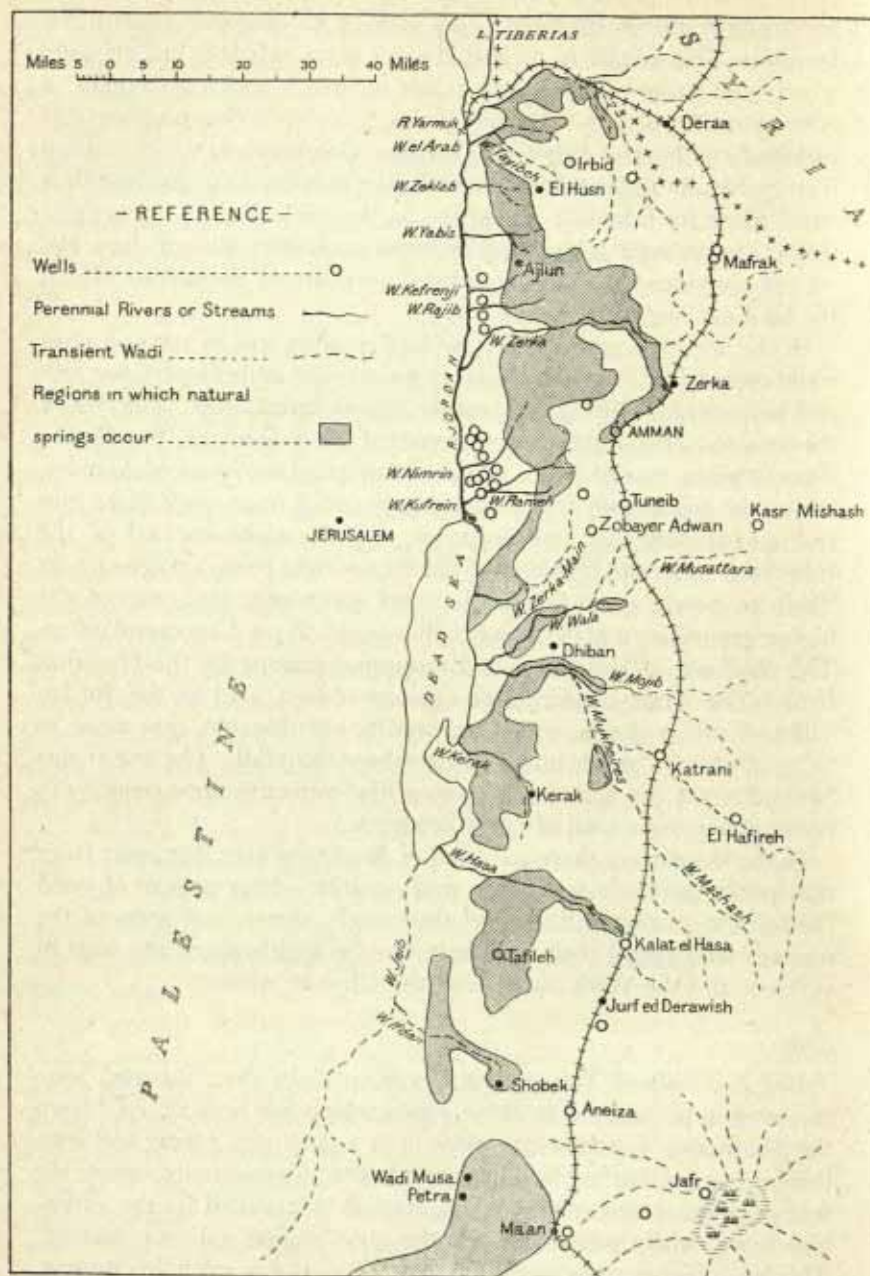 L. TIBERIAS
Miles 5 0 10 20 30 40 Miles
SYRIA
R. Yarmuk
Deraa
W. el Arab
W. Tayibeh
Irbid
W. Zeklab
El Husn
— REFERENCE —
W. Yabis
Ajlun
Mafrak
Wells
W. Kefrenji
W. Rajib
Perennial Rivers or Streams
W. Zerka
Transient Wadi
R. JORDAN
Zerka
Regions in which natural
springs occur
AMMAN
W. Nimrin
W. Kufrein
W. Rameh
Tuneib
Kasr Mishash
JERUSALEM
Zobayer Adwan
W. Zerka-Main
W. Musattara
W. Wala
DEAD SEA
Dhiban
W. Mojib
W. Mukheires
W. Kerak
Katrani
Kerak
El Hafireh
PALESTINE
W. Hasa
W. Mashash
Kalat el Hasa
Tafileh
W. Jeib
Jurf ed Derawish
Shobek
Aneiza
Wadi Musa
Petra
Jafr
Maan